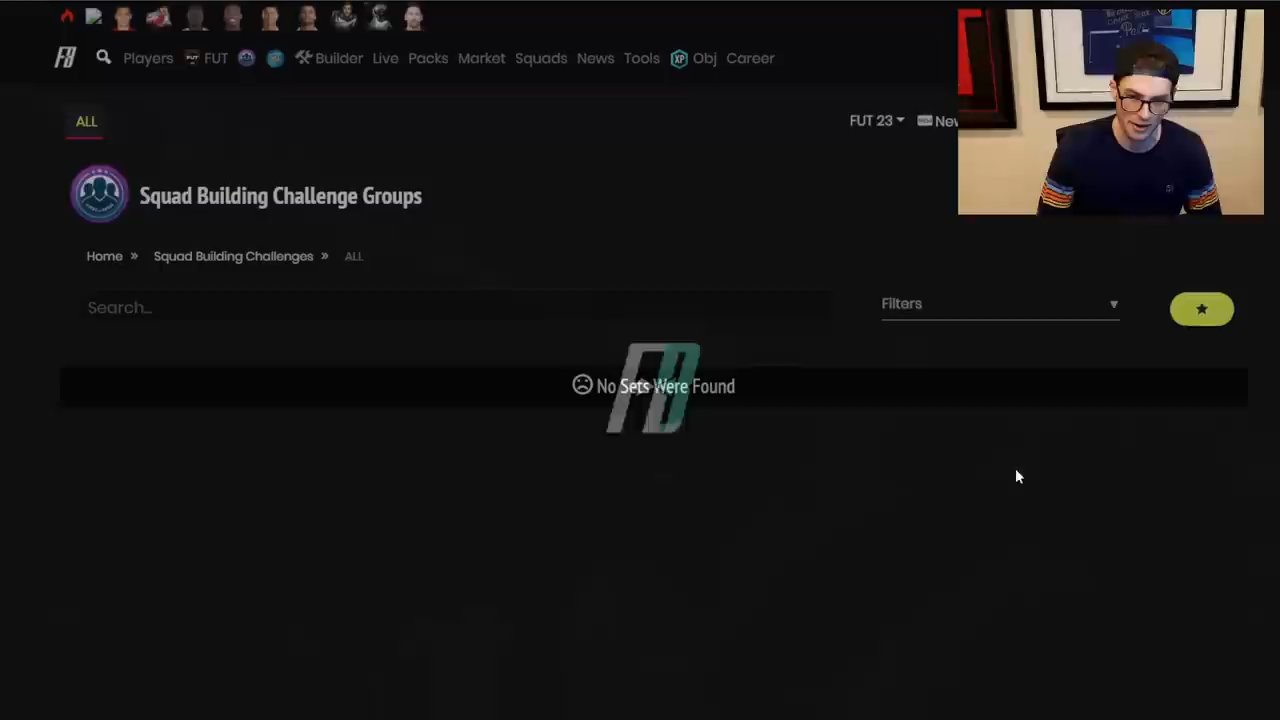 Players FUT Builder Live Packs Market Squads News Tools XP Obj Career
ALL
FUT 23
Squad Building Challenge Groups
Home » Squad Building Challenges » ALL
Search...
Filters
No Sets Were Found